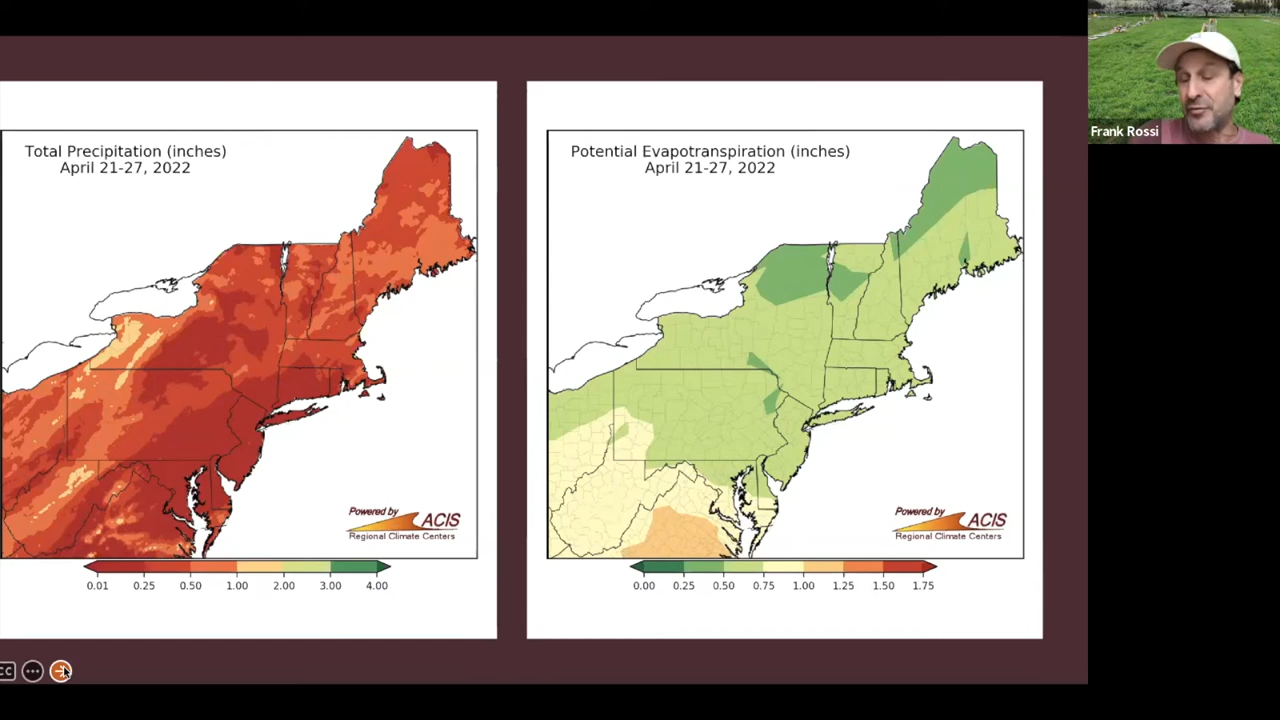 Frank Rossi
Total Precipitation (inches)
April 21-27, 2022
Powered by
ACIS
Regional Climate Centers
0.01 0.25 0.50 1.00 2.00 3.00 4.00
Potential Evapotranspiration (inches)
April 21-27, 2022
Powered by
ACIS
Regional Climate Centers
0.00 0.25 0.50 0.75 1.00 1.25 1.50 1.75
CC